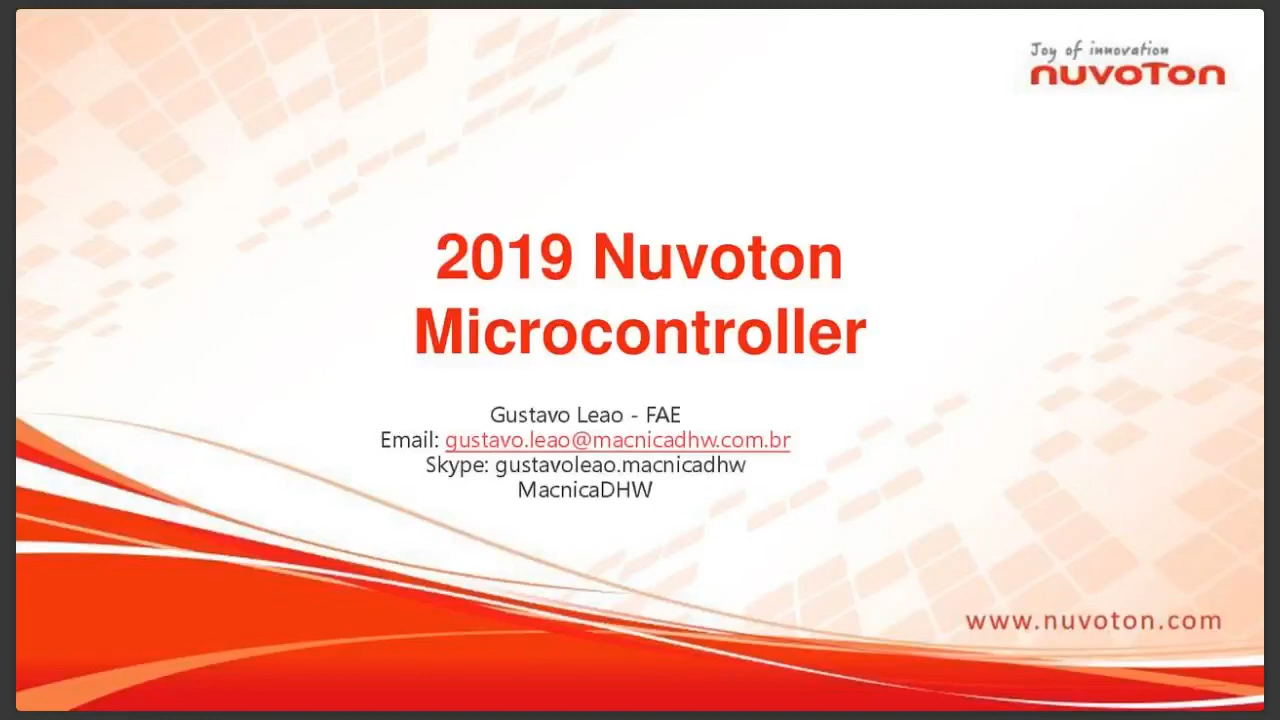 Joy of innovation
nuvoTon
2019 Nuvoton
Microcontroller
Gustavo Leao - FAE
Email: gustavo.leao@macnicadhw.com.br
Skype: gustavoleao.macnicadhw
MacnicaDHW
www.nuvoton.com